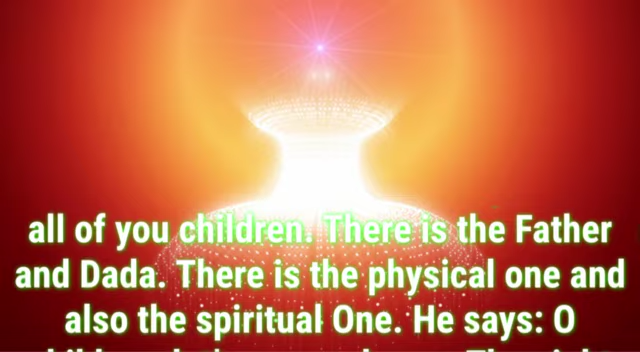 all of you children. There is the Father
and Dada. There is the physical one and
also the spiritual One. He says: O